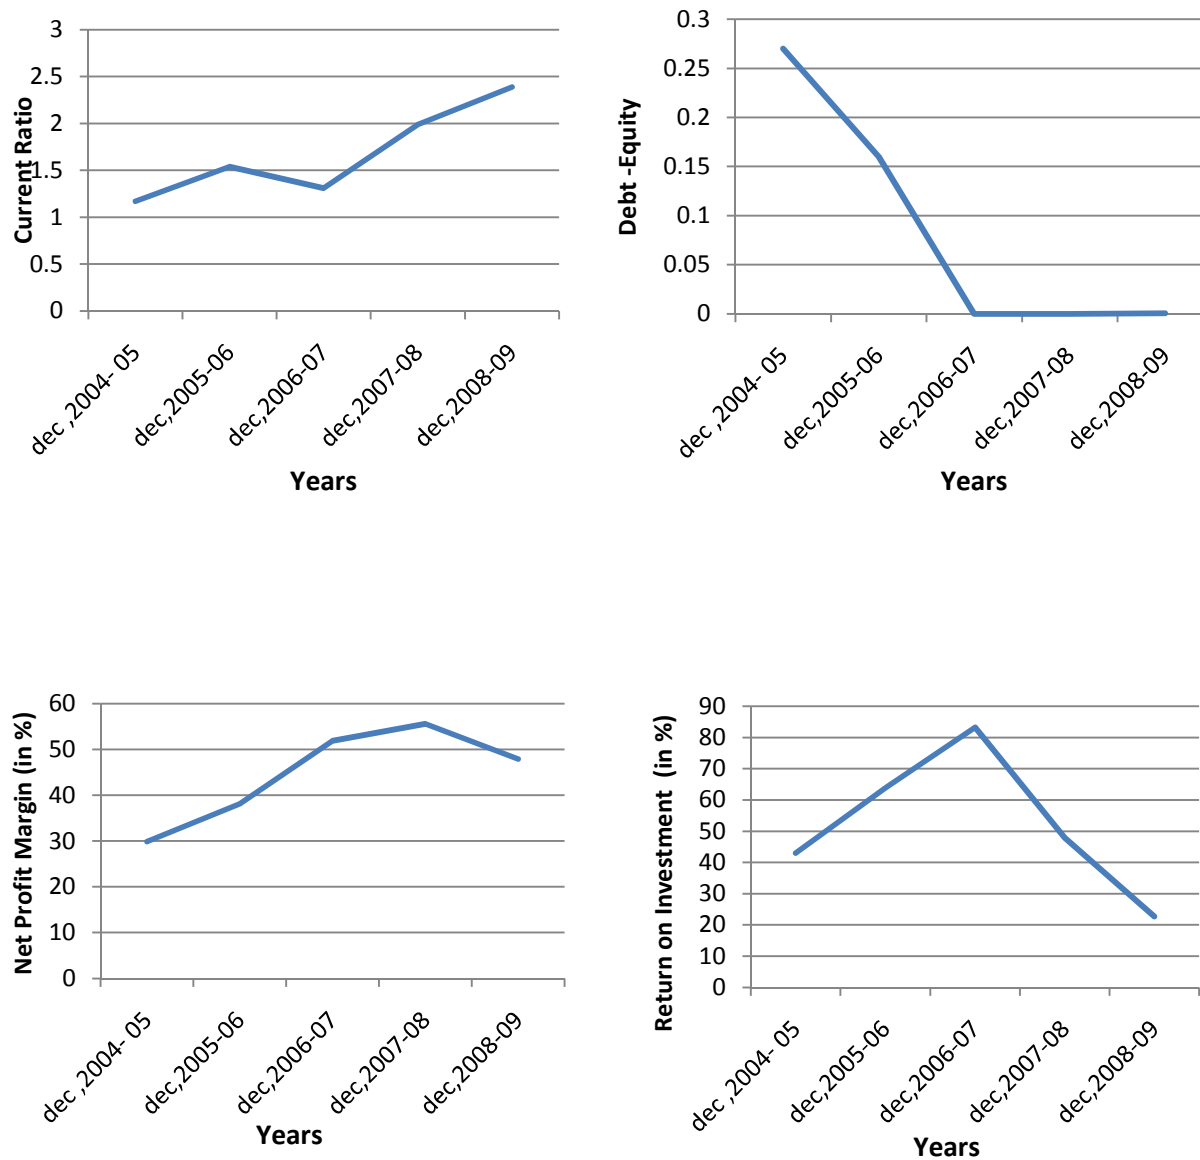 Current Ratio
3
2.5
2
1.5
1
0.5
0
dec ,2004- 05
dec,2005-06
dec,2006-07
dec,2007-08
dec,2008-09
Years
Debt -Equity
0.3
0.25
0.2
0.15
0.1
0.05
0
dec ,2004- 05
dec,2005-06
dec,2006-07
dec,2007-08
dec,2008-09
Years
Net Profit Margin (in %)
60
50
40
30
20
10
0
dec ,2004- 05
dec,2005-06
dec,2006-07
dec,2007-08
dec,2008-09
Years
Return on Investment  (in %)
90
80
70
60
50
40
30
20
10
0
dec ,2004- 05
dec,2005-06
dec,2006-07
dec,2007-08
dec,2008-09
Years